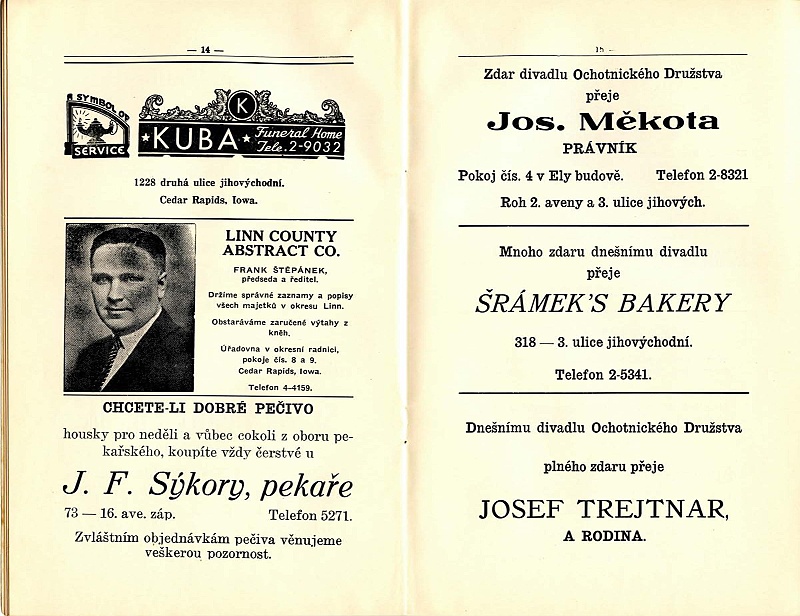 — 14 —
A SYMBOL OF
SERVICE
K
KUBA
Funeral Home
Tele. 2-9032
1228 druhá ulice jihovýchodní.
Cedar Rapids, Iowa.
LINN COUNTY
ABSTRACT CO.
FRANK ŠTĚPÁNEK,
předseda a ředitel.
Držíme správné zaznamy a popisy
všech majetků v okresu Linn.
Obstaráváme zaručené výtahy z
kněh.
Úřadovna v okresní radnici,
pokoje čís. 8 a 9.
Cedar Rapids, Iowa.
Telefon 4-4159.
CHCETE-LI DOBRÉ PEČIVO
housky pro neděli a vůbec cokoli z oboru pe-
kařského, koupíte vždy čerstvé u
J. F. Sýkory, pekaře
73 — 16. ave. záp. Telefon 5271.
Zvláštním objednávkám pečiva věnujeme
veškerou pozornost.
Zdar divadlu Ochotnického Družstva
přeje
Jos. Měkota
PRÁVNÍK
Pokoj čís. 4 v Ely budově. Telefon 2-8321
Roh 2. aveny a 3. ulice jihových.
Mnoho zdaru dnešnímu divadlu
přeje
ŠRÁMEK'S BAKERY
318 — 3. ulice jihovýchodní.
Telefon 2-5341.
Dnešnímu divadlu Ochotnického Družstva
plného zdaru přeje
JOSEF TREJTNAR,
A RODINA.